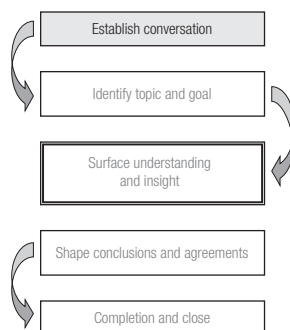 Establish conversation
Identify topic and goal
Surface understanding
and insight
Shape conclusions and agreements
Completion and close